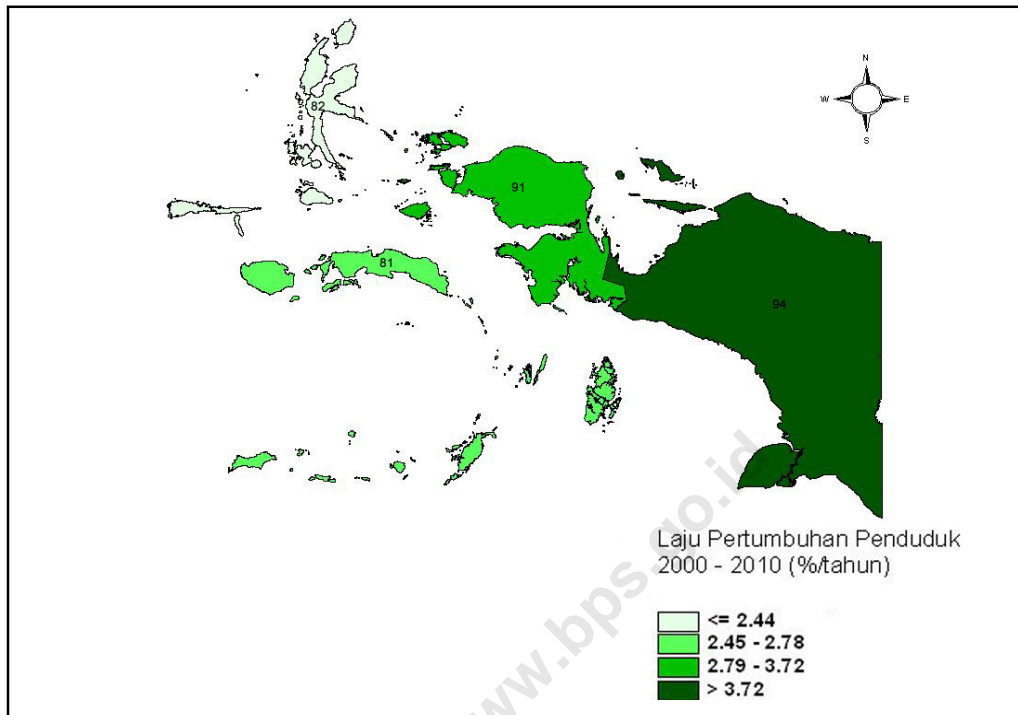 N
W E
S
82
91
81
94
www.bps.go.id
Laju Pertumbuhan Penduduk
2000 - 2010 (%/tahun)
<= 2.44
2.45 - 2.78
2.79 - 3.72
> 3.72